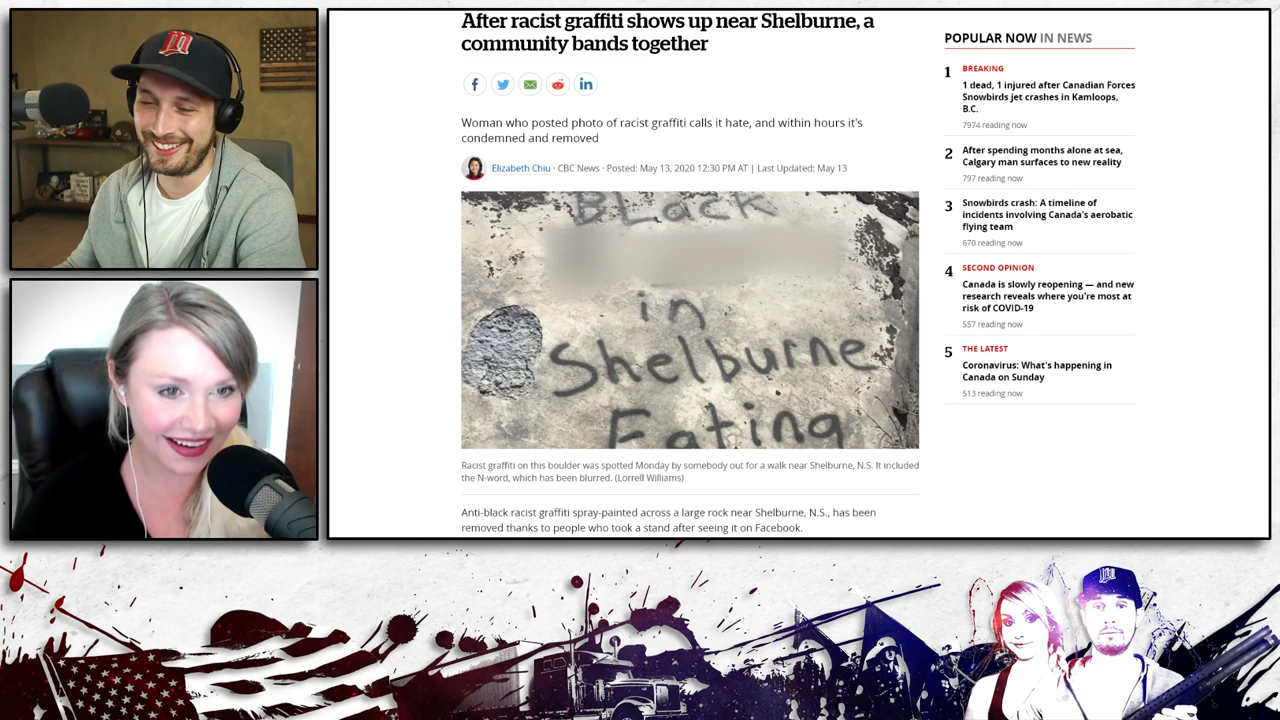 After racist graffiti shows up near Shelburne, a
community bands together
Woman who posted photo of racist graffiti calls it hate, and within hours it's
condemned and removed
Elizabeth Chiu · CBC News · Posted: May 13, 2020 12:30 PM AT | Last Updated: May 13
BLack
in
Shelburne
Eating
Racist graffiti on this boulder was spotted Monday by somebody out for a walk near Shelburne, N.S. It included
the N-word, which has been blurred. (Lorrell Williams)
Anti-black racist graffiti spray-painted across a large rock near Shelburne, N.S., has been
removed thanks to people who took a stand after seeing it on Facebook.
POPULAR NOW IN NEWS
1 BREAKING
1 dead, 1 injured after Canadian Forces
Snowbirds jet crashes in Kamloops,
B.C.
7974 reading now
2 After spending months alone at sea,
Calgary man surfaces to new reality
797 reading now
3 Snowbirds crash: A timeline of
incidents involving Canada's aerobatic
flying team
670 reading now
4 SECOND OPINION
Canada is slowly reopening — and new
research reveals where you're most at
risk of COVID-19
557 reading now
5 THE LATEST
Coronavirus: What's happening in
Canada on Sunday
513 reading now